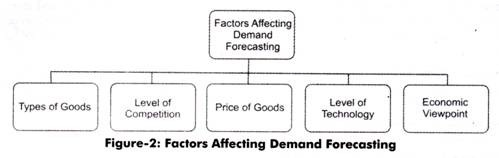 Factors Affecting
Demand
Forecasting
Types of Goods
Level of
Competition
Price of Goods
Level of
Technology
Economic
Viewpoint
Figure-2: Factors Affecting Demand Forecasting